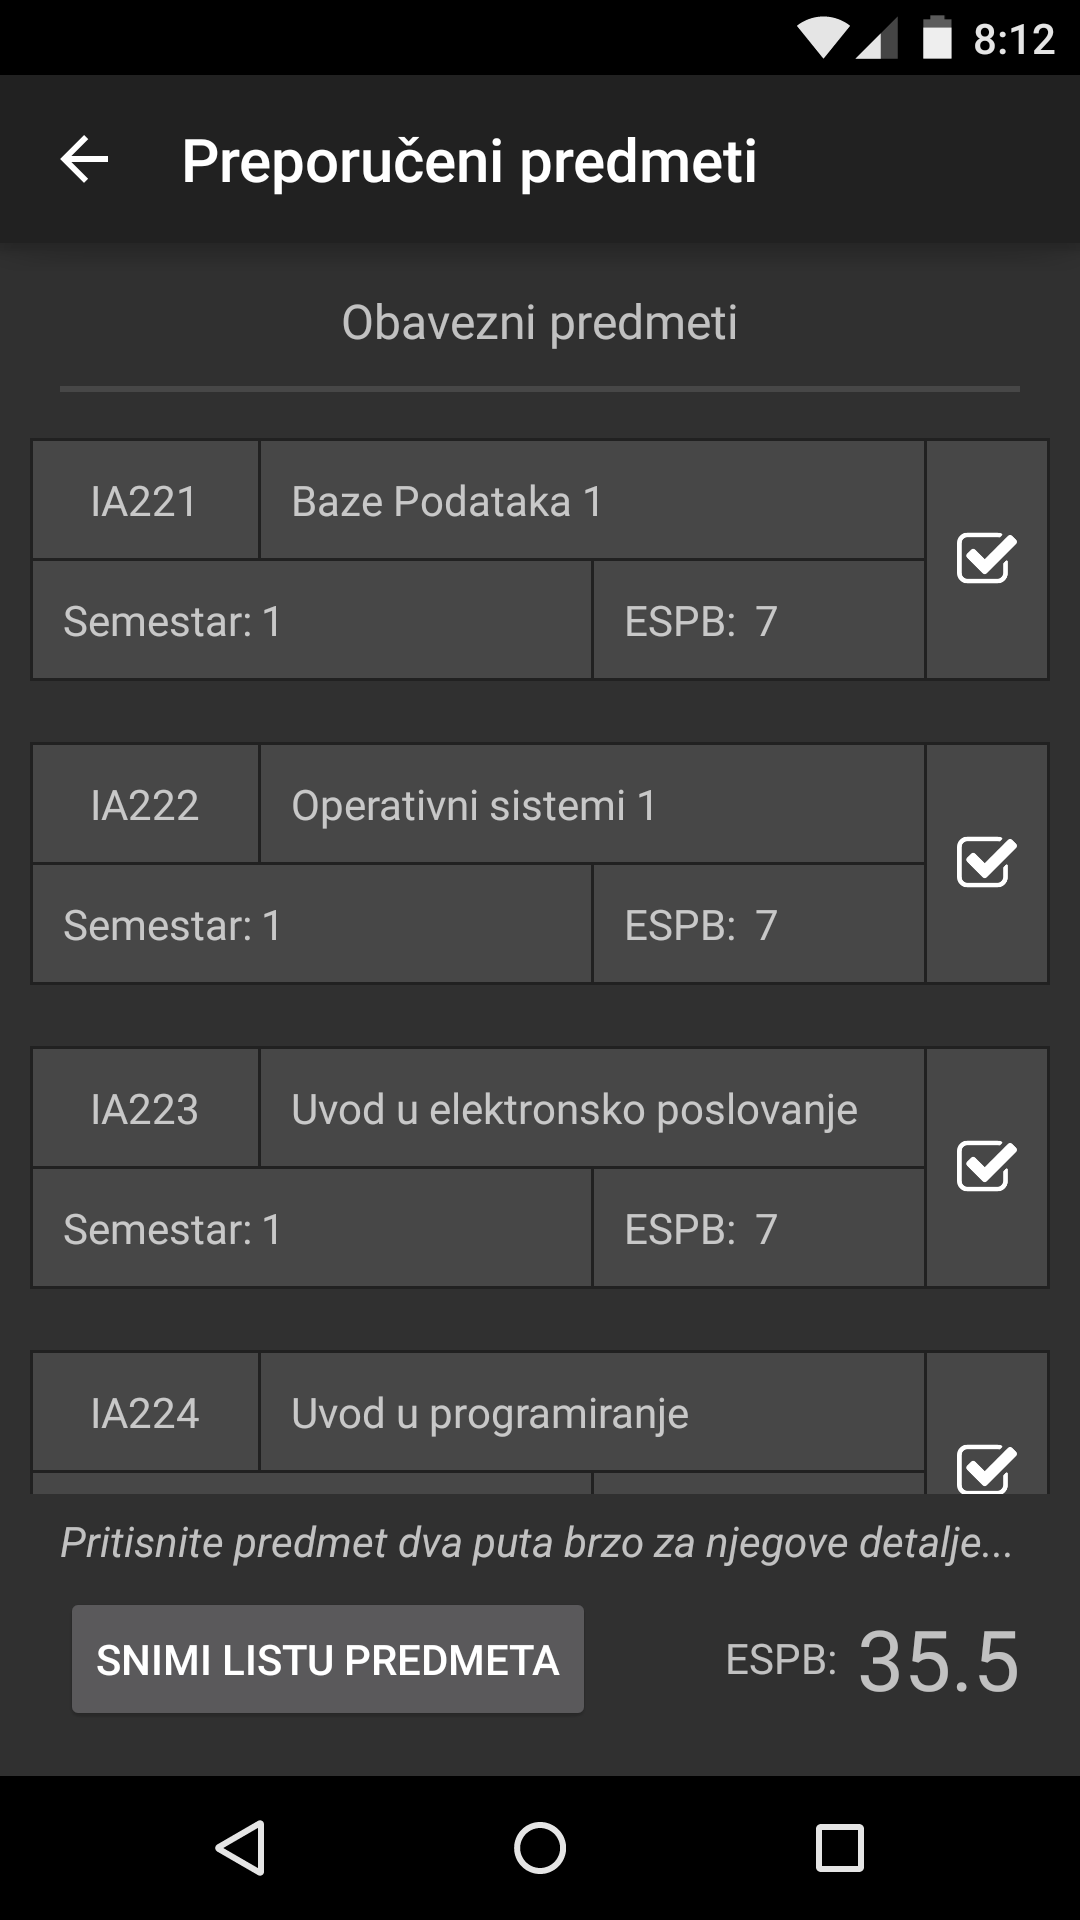 8:12
Preporučeni predmeti
Obavezni predmeti
IA221 Baze Podataka 1
Semestar: 1 ESPB: 7
IA222 Operativni sistemi 1
Semestar: 1 ESPB: 7
IA223 Uvod u elektronsko poslovanje
Semestar: 1 ESPB: 7
IA224 Uvod u programiranje
Pritisnite predmet dva puta brzo za njegove detalje...
SNIMI LISTU PREDMETA ESPB: 35.5